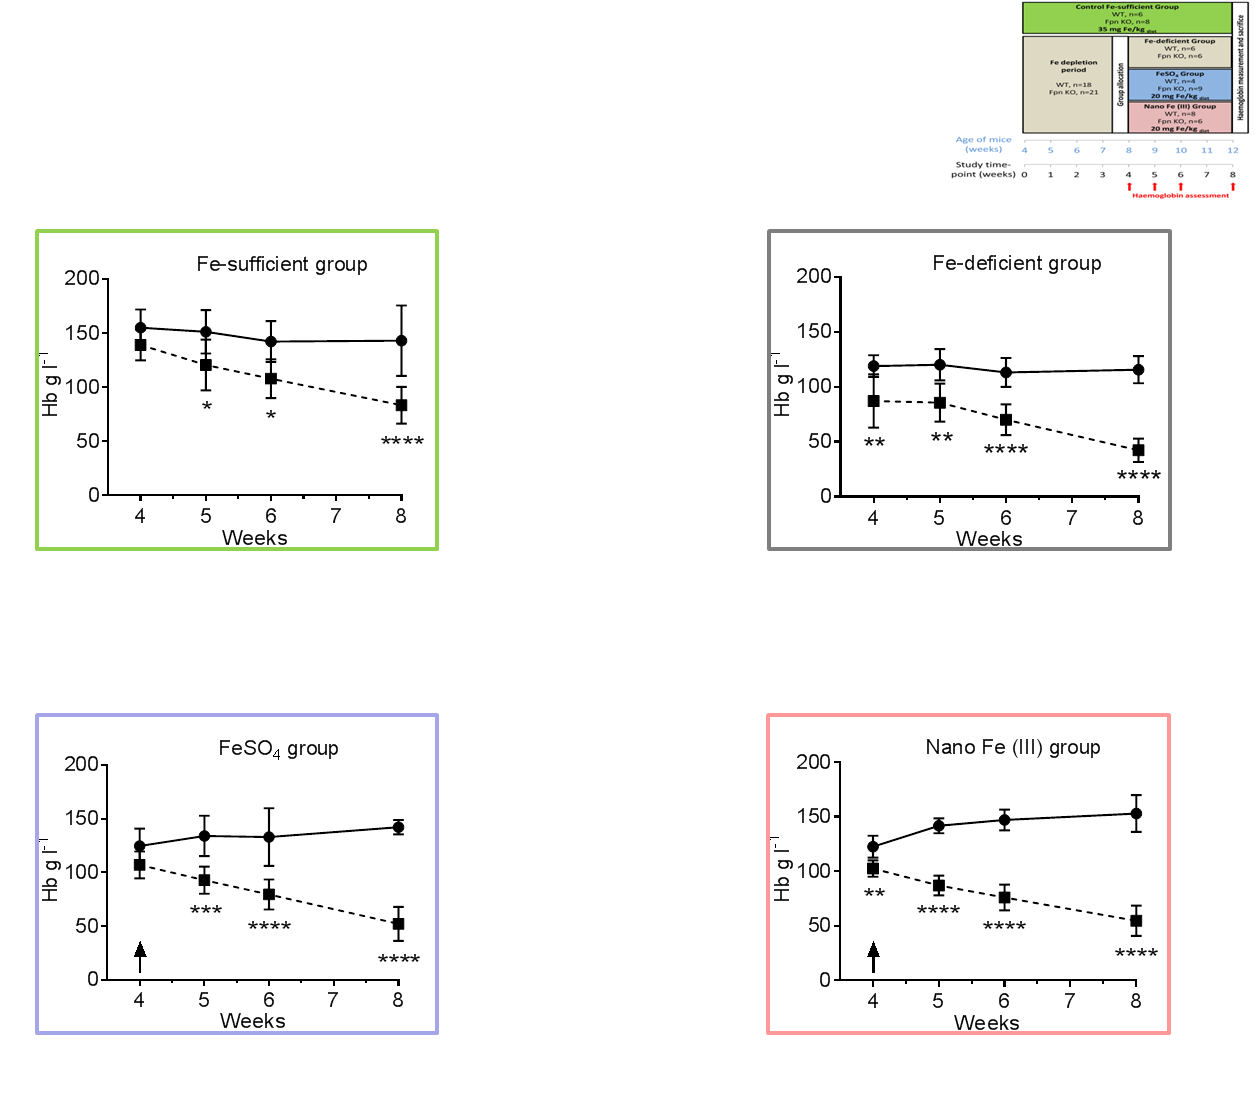 Control Fe-sufficient Group
WT, n=6
Fpn KO, n=8
35 mg Fe/kg diet
Fe depletion
period
WT, n=18
Fpn KO, n=21
Group allocation
Fe-deficient Group
WT, n=6
Fpn KO, n=6
FeSO4 Group
WT, n=4
Fpn KO, n=9
20 mg Fe/kg diet
Nano Fe (III) Group
WT, n=8
Fpn KO, n=6
20 mg Fe/kg diet
Haemoglobin measurement and sacrifice
Age of mice
(weeks)
4 5 6 7 8 9 10 11 12
Study time-
point (weeks)
0 1 2 3 4 5 6 7 8
Haemoglobin assessment
Fe-sufficient group
Hb g l-1
200
150
100
50
0
* * ****
4 5 6 7 8
Weeks
Fe-deficient group
Hb g l-1
200
150
100
50
0
** ** **** ****
4 5 6 7 8
Weeks
FeSO4 group
Hb g l-1
200
150
100
50
0
*** **** ****
4 5 6 7 8
Weeks
Nano Fe (III) group
Hb g l-1
200
150
100
50
0
** **** **** ****
4 5 6 7 8
Weeks